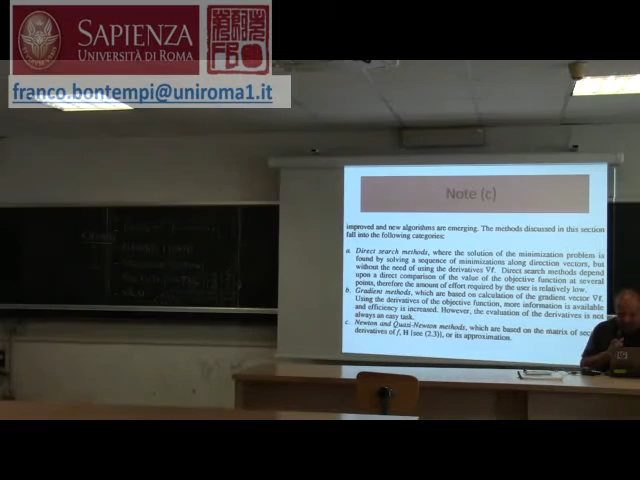 SAPIENZA
UNIVERSITÀ DI ROMA
franco.bontempi@uniroma1.it
Note (c)
improved and new algorithms are emerging. The methods discussed in this section
fall into the following categories:
a. Direct search methods, where the solution of the minimization problem is
found by solving a sequence of minimizations along direction vectors, but
without the need of using the derivatives ∇f. Direct search methods depend
upon a direct comparison of the value of the objective function at several
points, therefore the amount of effort required by the user is relatively low.
b. Gradient methods, which are based on calculation of the gradient vector ∇f.
Using the derivatives of the objective function, more information is available
and efficiency is increased. However, the evaluation of the derivatives is not
always an easy task.
c. Newton and Quasi-Newton methods, which are based on the matrix of
derivatives of f, H [see (2.3)], or its approximation.